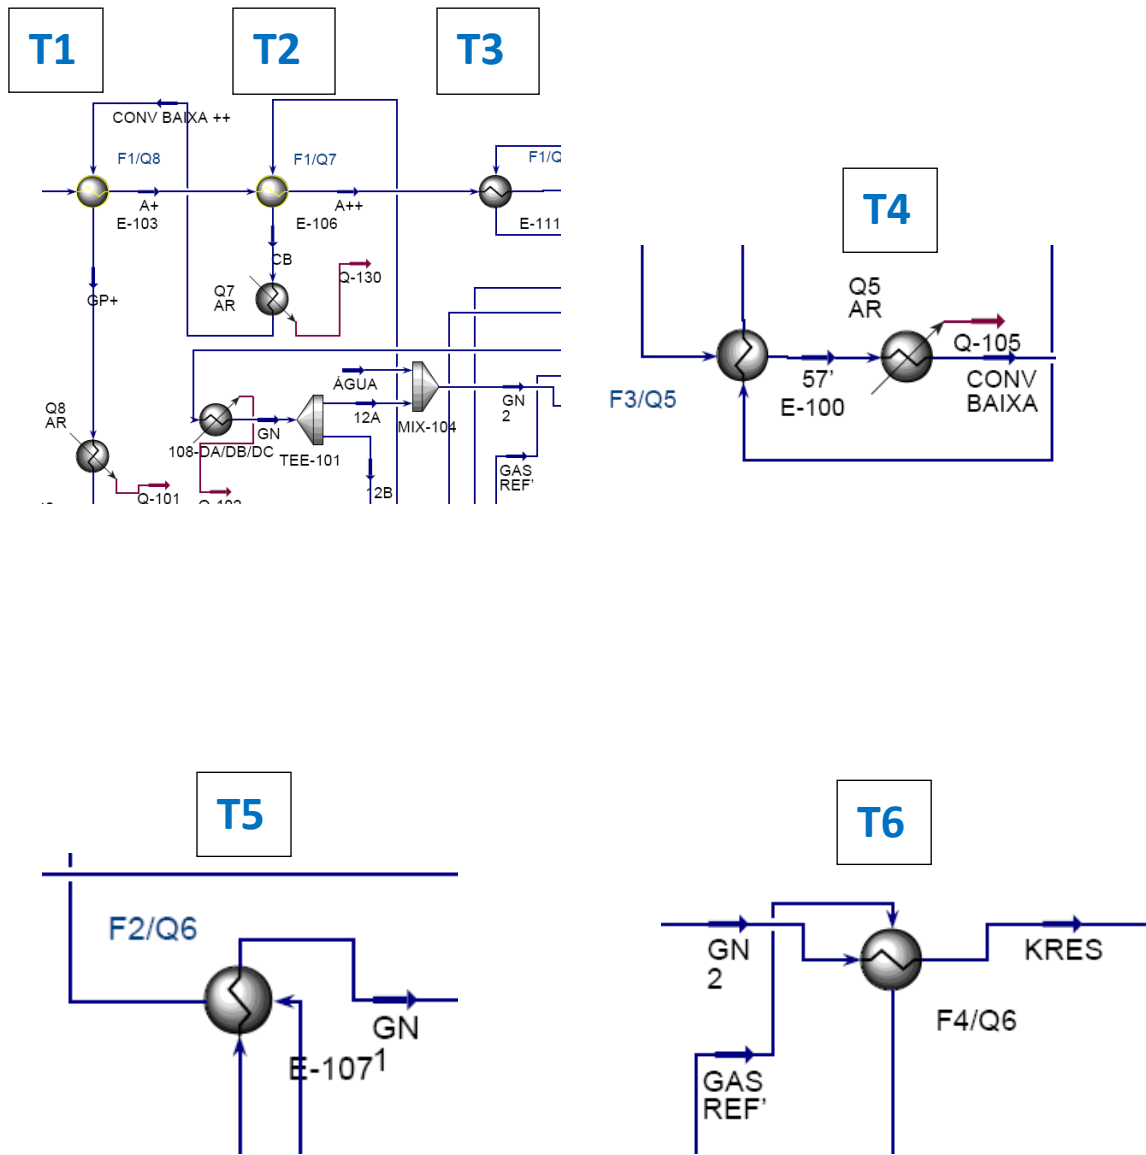 T1
T2
T3
CONV BAIXA ++
F1/Q8
F1/Q7
F1/Q
A+
E-103
A++
E-106
E-111
CB
GP+
Q7
AR
Q-130
ÁGUA
GN
2
12A
MIX-104
Q8
AR
108-DA/DB/DC
GN
TEE-101
GAS
REF'
12B
Q-101
T4
Q5
AR
Q-105
F3/Q5
57'
E-100
CONV
BAIXA
T5
F2/Q6
GN
1
E-107
T6
GN
2
KRES
F4/Q6
GAS
REF'